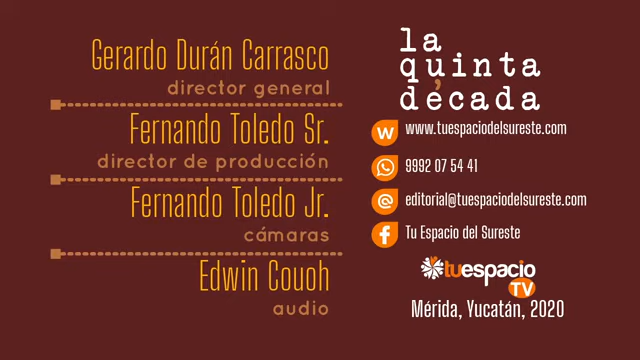 Gerardo Durán Carrasco
director general
Fernando Toledo Sr.
director de producción
Fernando Toledo Jr.
cámaras
Edwin Couoh
audio
la
quinta
década
www.tuespaciodelsureste.com
9992 07 54 41
editorial@tuespaciodelsureste.com
Tu Espacio del Sureste
tuespacio
TV
Mérida, Yucatán, 2020